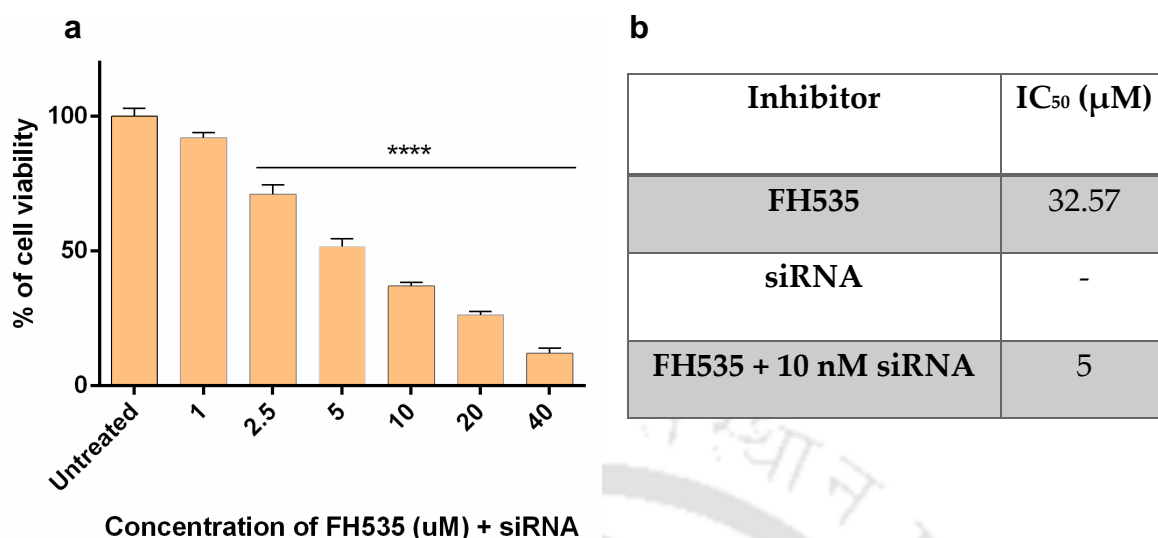 a
% of cell viability
100
50
0
****
Untreated
1
2.5
5
10
20
40
Concentration of FH535 (uM) + siRNA
b
Inhibitor IC₅₀ (µM)
FH535 32.57
siRNA -
FH535 + 10 nM siRNA 5